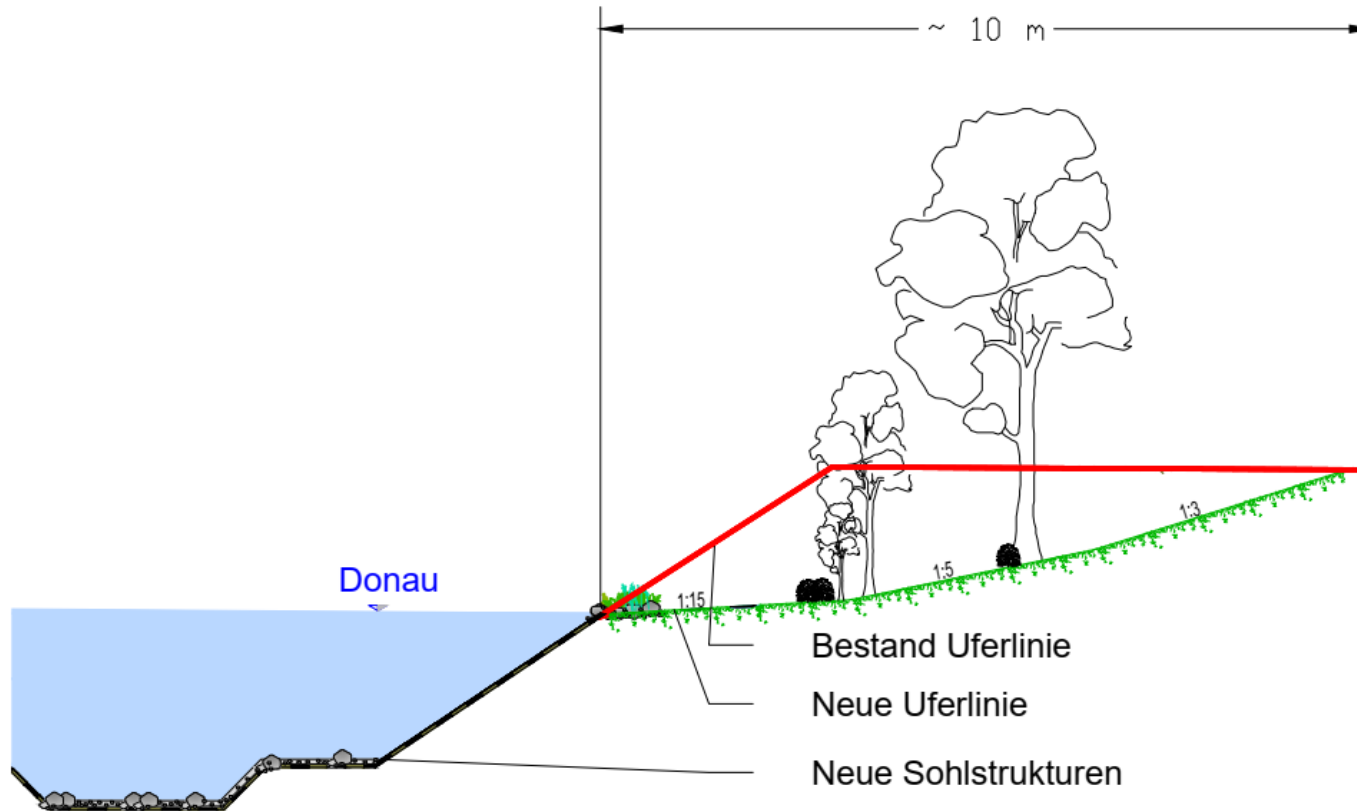 ~ 10 m
1:3
1:5
Donau
1:15
Bestand Uferlinie
Neue Uferlinie
Neue Sohlstrukturen